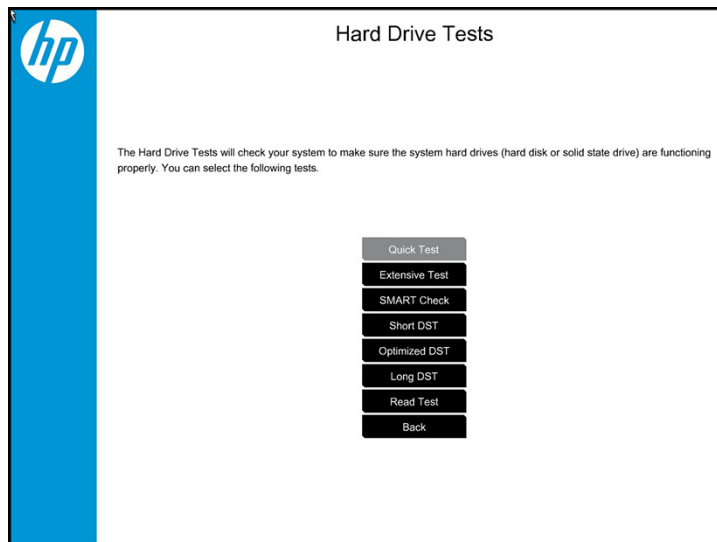 hp
Hard Drive Tests
The Hard Drive Tests will check your system to make sure the system hard drives (hard disk or solid state drive) are functioning
properly. You can select the following tests.
Quick Test
Extensive Test
SMART Check
Short DST
Optimized DST
Long DST
Read Test
Back